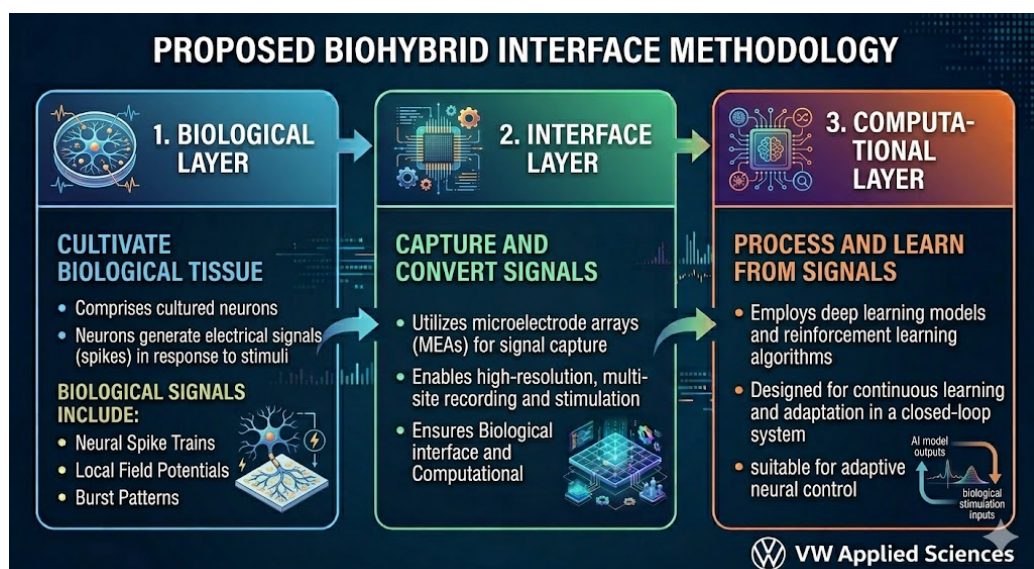 PROPOSED BIOHYBRID INTERFACE METHODOLOGY
1. BIOLOGICAL
LAYER
CULTIVATE
BIOLOGICAL TISSUE
• Comprises cultured neurons
• Neurons generate electrical signals
(spikes) in response to stimuli
BIOLOGICAL SIGNALS
INCLUDE:
• Neural Spike Trains
• Local Field Potentials
• Burst Patterns
2. INTERFACE
LAYER
CAPTURE AND
CONVERT SIGNALS
• Utilizes microelectrode arrays
(MEAs) for signal capture
• Enables high-resolution, multi-
site recording and stimulation
• Ensures Biological
interface and
Computational
3. COMPUTA-
TIONAL
LAYER
PROCESS AND LEARN
FROM SIGNALS
• Employs deep learning models
and reinforcement learning
algorithms
• Designed for continuous learning
and adaptation in a closed-loop
system
• suitable for adaptive
neural control
AI model
outputs
biological
stimulation
inputs
VW Applied Sciences